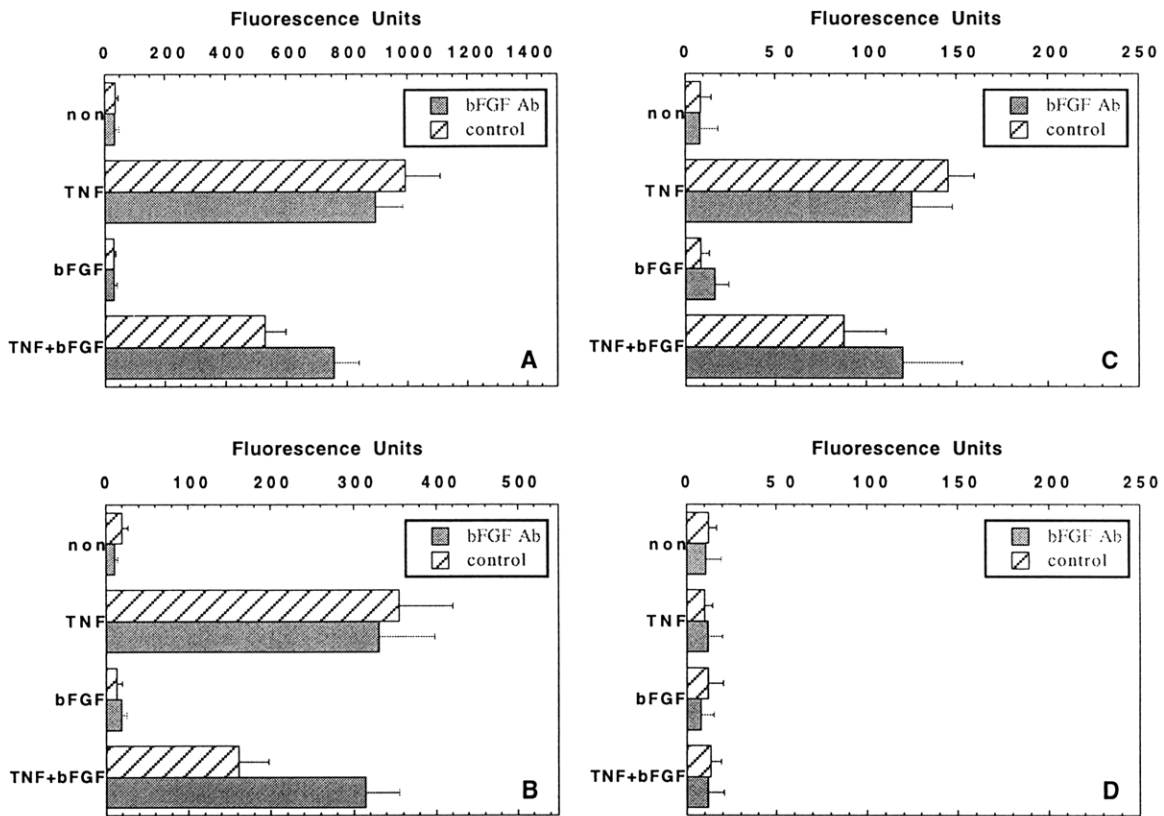 Fluorescence Units
0 200 400 600 800 1000 1200 1400
non
TNF
bFGF
TNF+bFGF
bFGF Ab
control
A
Fluorescence Units
0 50 100 150 200 250
non
TNF
bFGF
TNF+bFGF
bFGF Ab
control
C
Fluorescence Units
100 200 300 400 500
non
TNF
bFGF
TNF+bFGF
bFGF Ab
control
B
Fluorescence Units
0 50 100 150 200 250
non
TNF
bFGF
TNF+bFGF
bFGF Ab
control
D